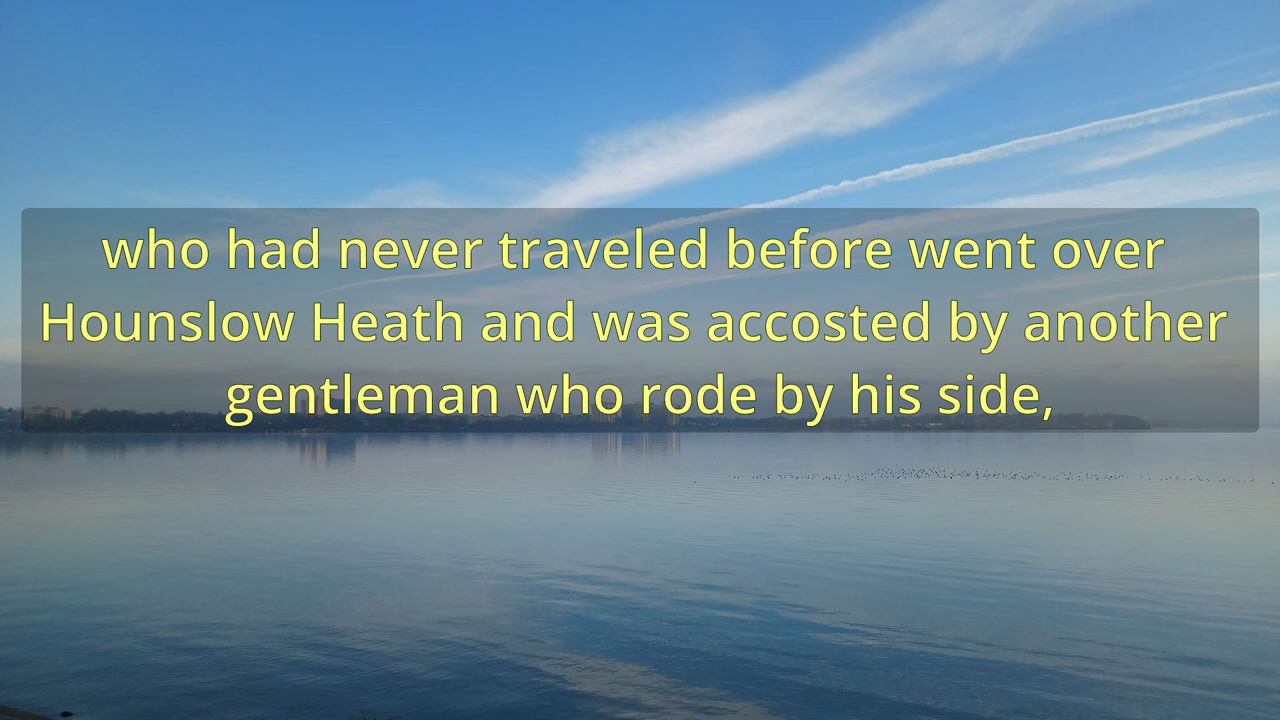 who had never traveled before went over
Hounslow Heath and was accosted by another
gentleman who rode by his side,